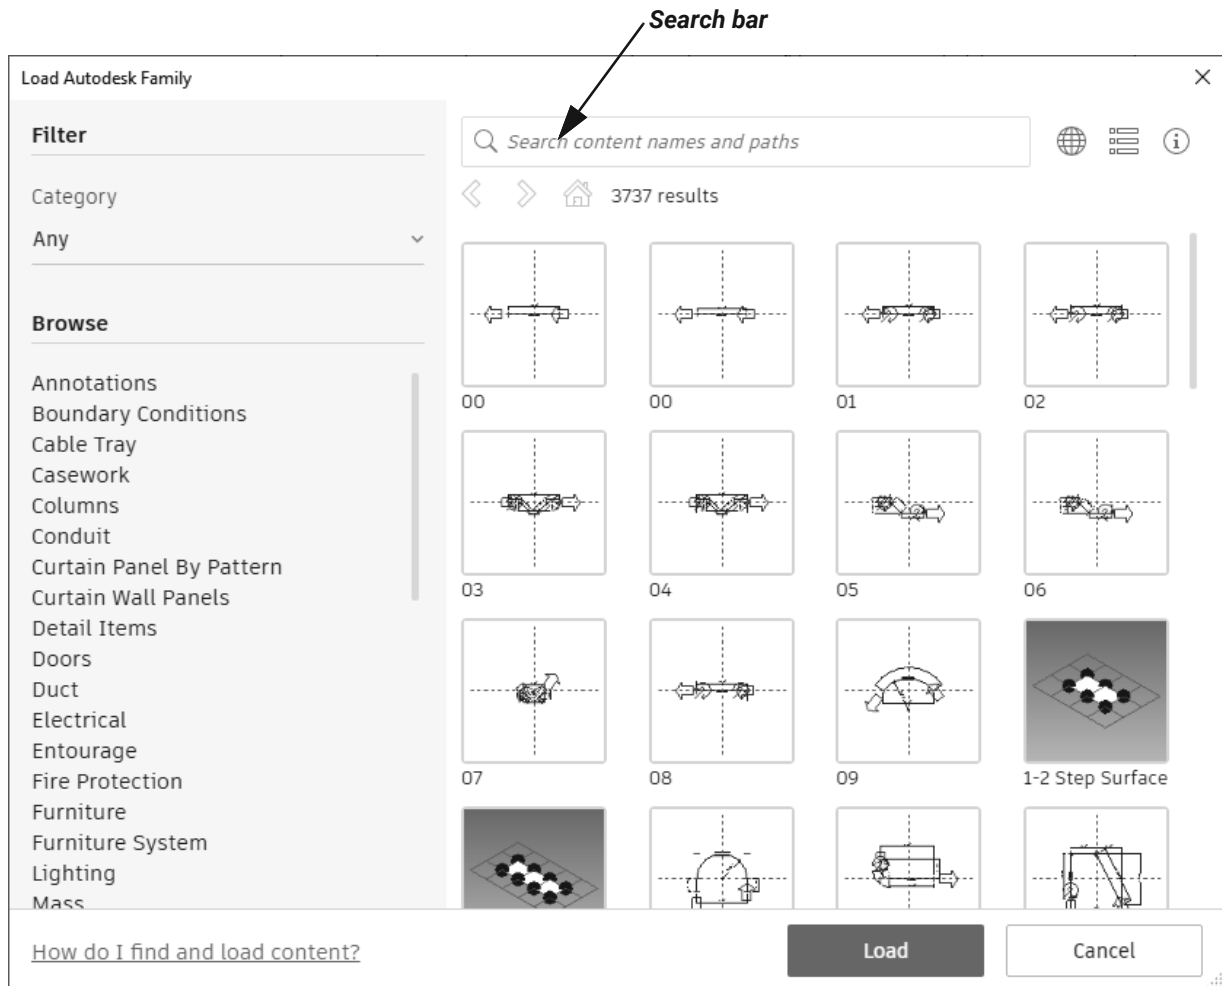 Search bar
Load Autodesk Family
Filter
Category
Any
Browse
Annotations
Boundary Conditions
Cable Tray
Casework
Columns
Conduit
Curtain Panel By Pattern
Curtain Wall Panels
Detail Items
Doors
Duct
Electrical
Entourage
Fire Protection
Furniture
Furniture System
Lighting
Mass
Search content names and paths
3737 results
00 00 01 02
03 04 05 06
07 08 09 1-2 Step Surface
How do I find and load content?
Load
Cancel